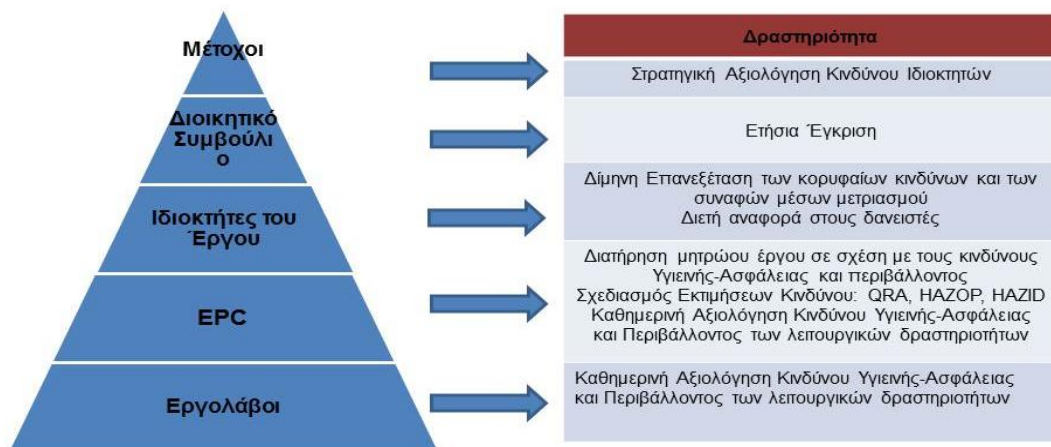 Μέτοχοι
Διοικητικό
Συμβούλι
ο
Ιδιοκτήτες του
Έργου
EPC
Εργολάβοι
Δραστηριότητα
Στρατηγική Αξιολόγηση Κινδύνου Ιδιοκτητών
Ετήσια Έγκριση
Δίμηνη Επανεξέταση των κορυφαίων κινδύνων και των
συναφών μέσων μετριασμού
Διετή αναφορά στους δανειστές
Διατήρηση μητρώου έργου σε σχέση με τους κινδύνους
Υγιεινής-Ασφάλειας και περιβάλλοντος
Σχεδιασμός Εκτιμήσεων Κινδύνου: QRA, HAZOP, HAZID
Καθημερινή Αξιολόγηση Κινδύνου Υγιεινής-Ασφάλειας
και Περιβάλλοντος των λειτουργικών δραστηριοτήτων
Καθημερινή Αξιολόγηση Κινδύνου Υγιεινής-Ασφάλειας
και Περιβάλλοντος των λειτουργικών δραστηριοτήτων